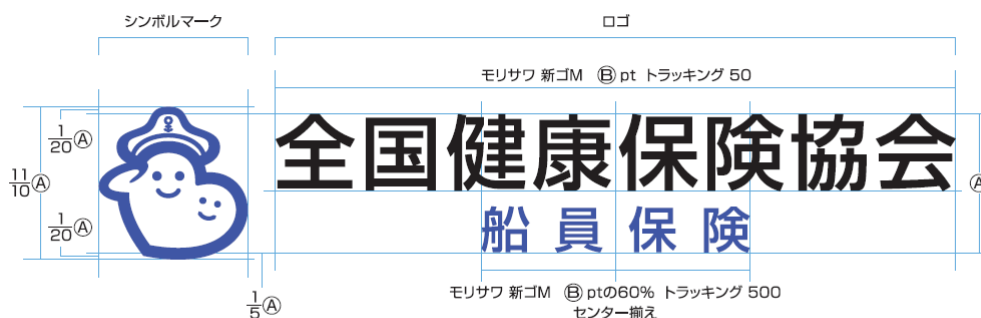 シンボルマーク
ロゴ
モリサワ 新ゴM Ⓑ pt トラッキング 50
1/20Ⓐ
11/10Ⓐ
1/20Ⓐ
全国健康保険協会
Ⓐ
船員保険
1/5Ⓐ
モリサワ 新ゴM Ⓑ ptの60% トラッキング 500
センター揃え